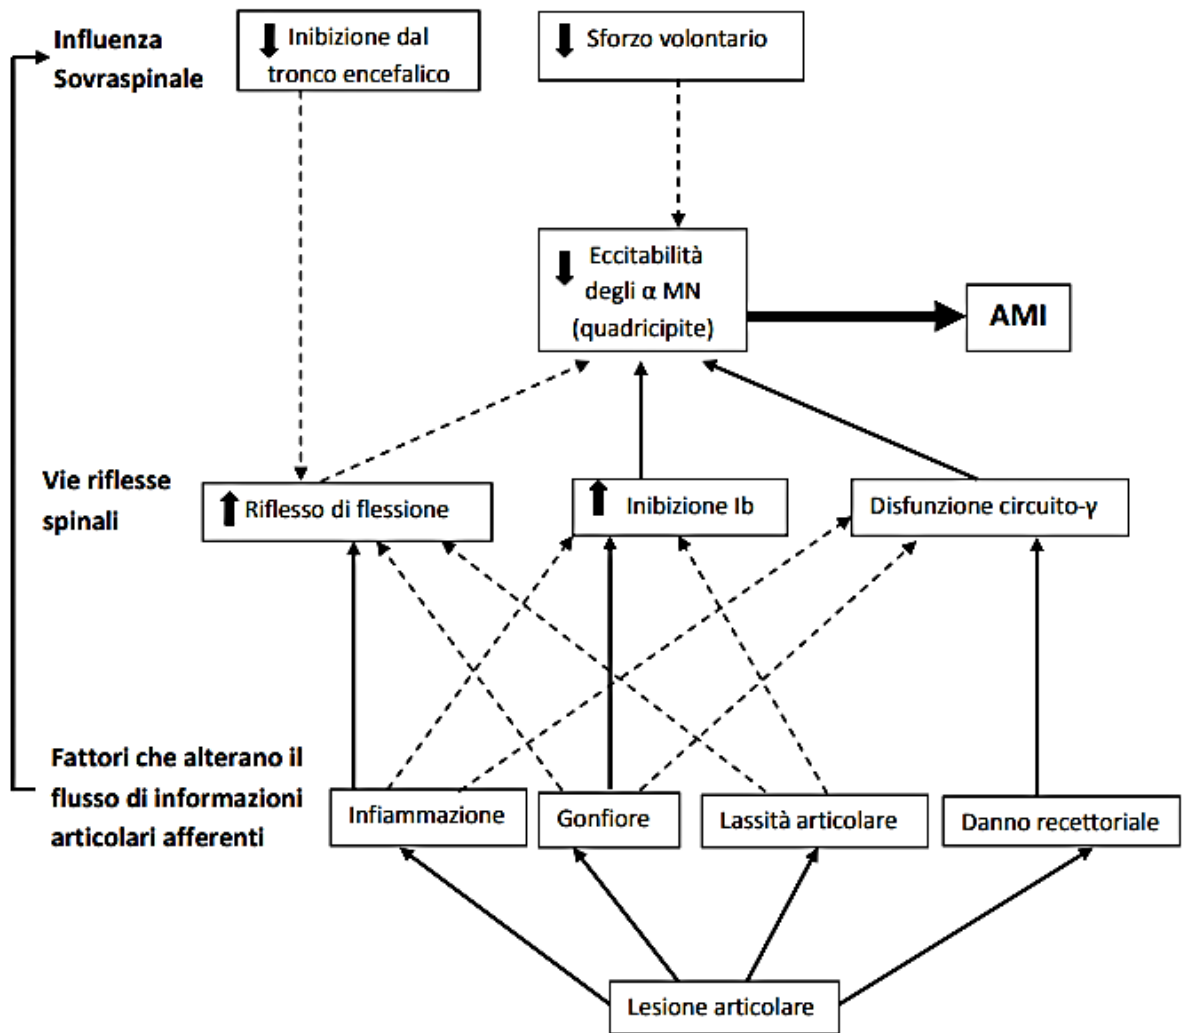 Influenza
Sovraspinale
Inibizione dal
tronco encefalico
Sforzo volontario
Eccitabilità
degli α MN
(quadricipite)
AMI
Vie riflesse
spinali
Riflesso di flessione
Inibizione Ib
Disfunzione circuito-γ
Fattori che alterano il
flusso di informazioni
articolari afferenti
Infiammazione
Gonfiore
Lassità articolare
Danno recettoriale
Lesione articolare